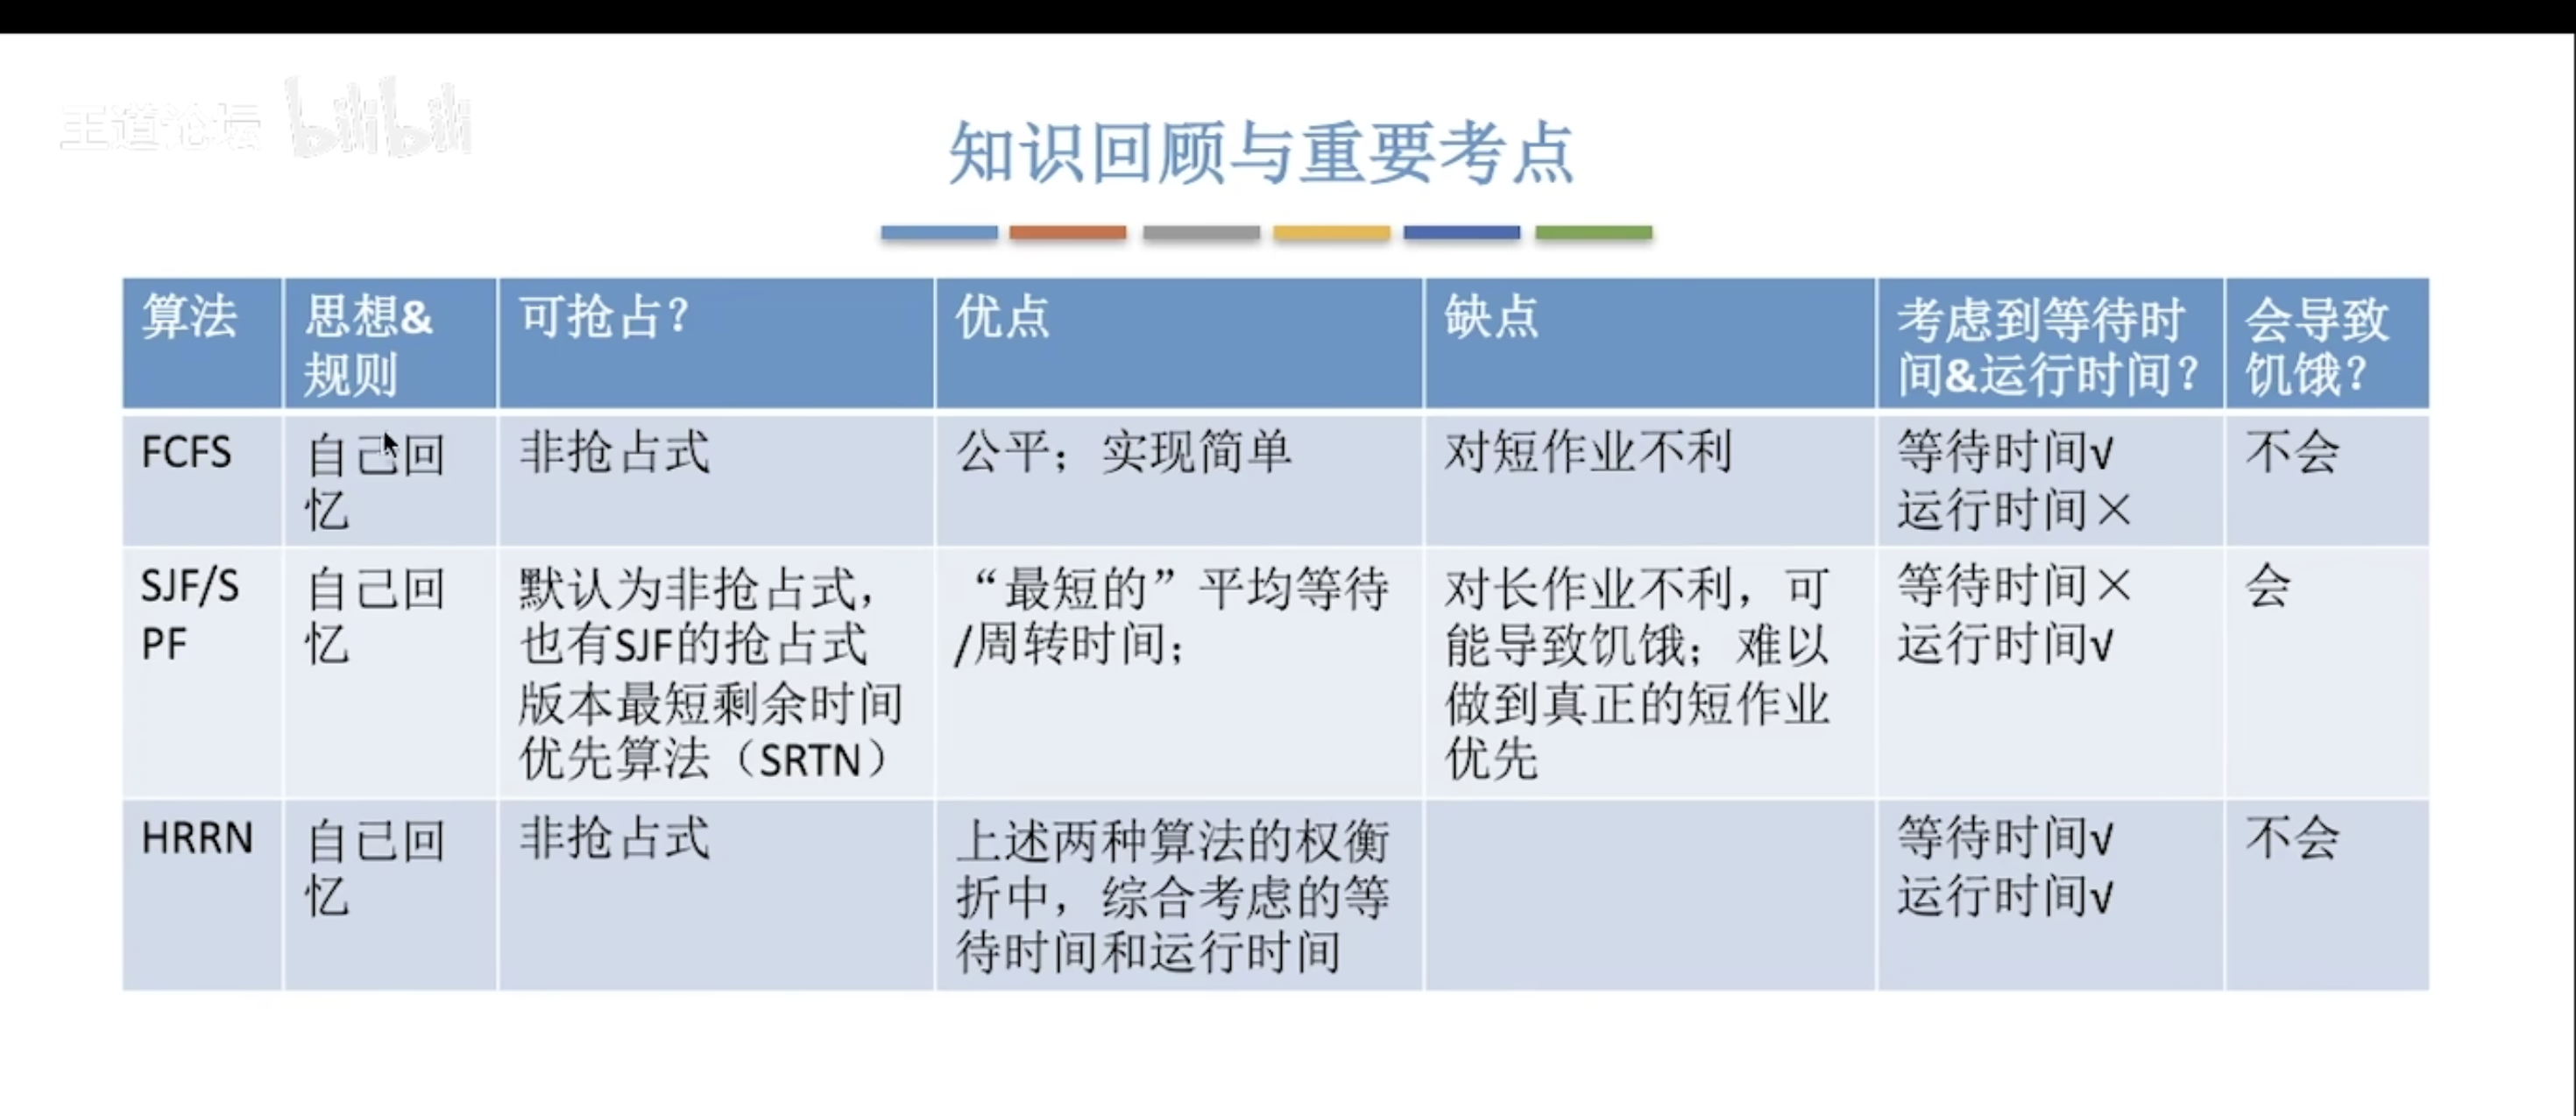 王道论坛 bilibili
知识回顾与重要考点
算法
思想&
规则
可抢占？
优点
缺点
考虑到等待时
间&运行时间？
会导致
饥饿？
FCFS
自己回
忆
非抢占式
公平；实现简单
对短作业不利
等待时间√
运行时间×
不会
SJF/S
PF
自己回
忆
默认为非抢占式，
也有SJF的抢占式
版本最短剩余时间
优先算法（SRTN）
“最短的”平均等待
/周转时间；
对长作业不利，可
能导致饥饿；难以
做到真正的短作业
优先
等待时间×
运行时间√
会
HRRN
自己回
忆
非抢占式
上述两种算法的权衡
折中，综合考虑的等
待时间和运行时间
等待时间√
运行时间√
不会